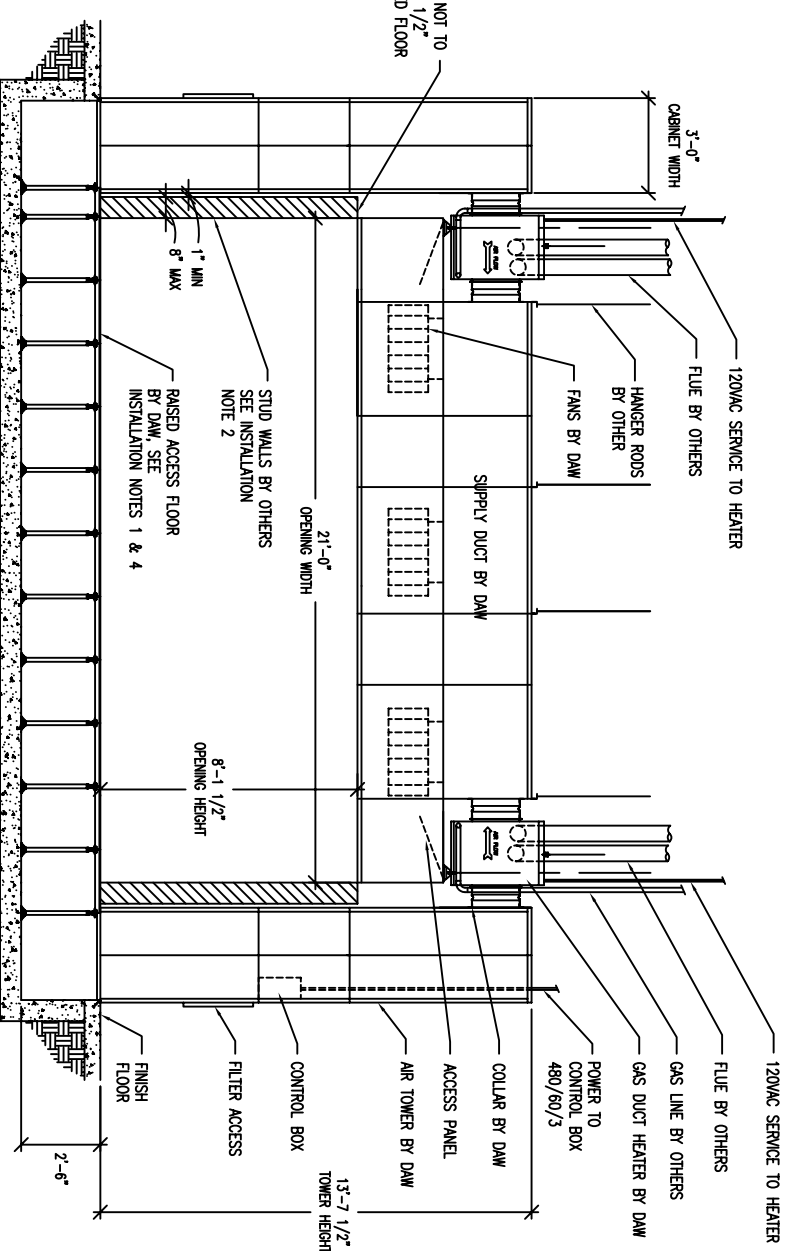 NOT TO
1/2"
D FLOOR
3'-0"
CABINET WIDTH
120VAC SERVICE TO HEATER
FLUE BY OTHERS
HANGER RODS
BY OTHER
FANS BY DAW
SUPPLY DUCT BY DAW
AIR FLOW
1" MIN
8" MAX
STUD WALLS BY OTHERS
SEE INSTALLATION
NOTE 2
RAISED ACCESS FLOOR
BY DAW, SEE
INSTALLATION NOTES 1 & 4
21'-0"
OPENING WIDTH
8'-1 1/2"
OPENING HEIGHT
AIR FLOW
120VAC SERVICE TO HEATER
FLUE BY OTHERS
GAS LINE BY OTHERS
GAS DUCT HEATER BY DAW
POWER TO
CONTROL BOX
480/60/3
COLLAR BY DAW
ACCESS PANEL
AIR TOWER BY DAW
CONTROL BOX
FILTER ACCESS
FINISH
FLOOR
2'-6"
13'-7 1/2"
TOWER HEIGHT